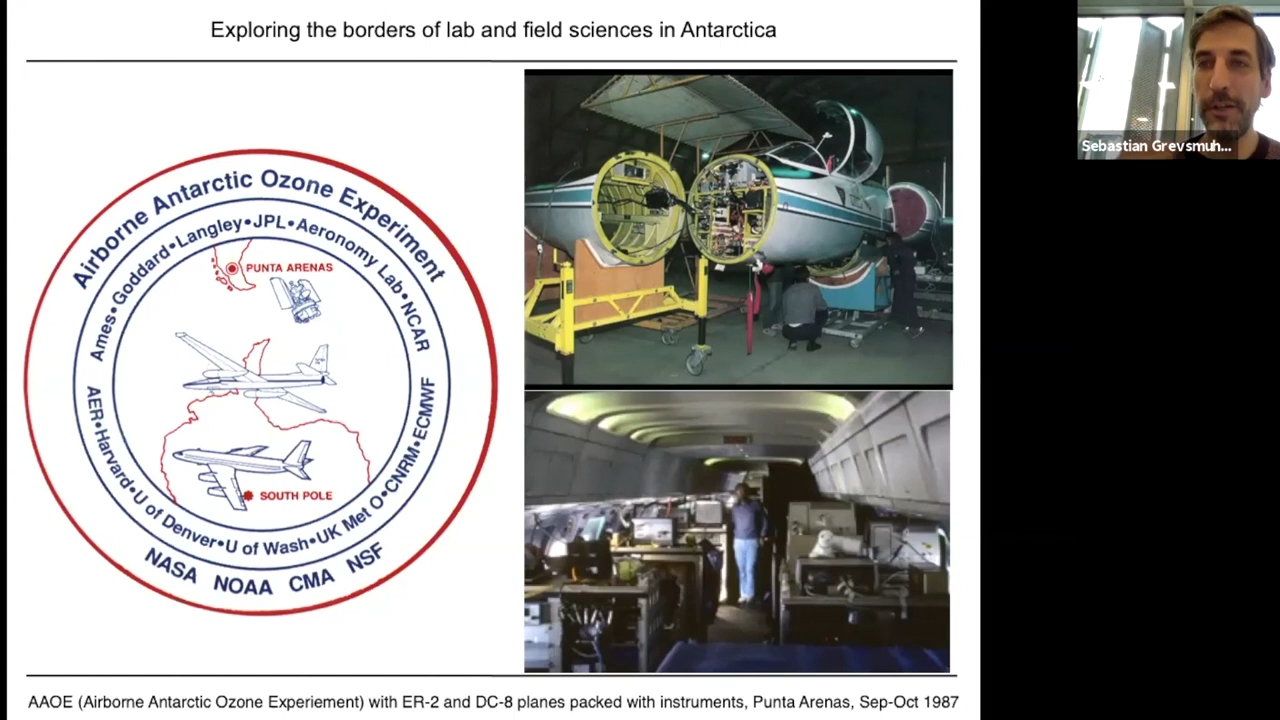 Exploring the borders of lab and field sciences in Antarctica
Sebastian Grevsmuh...
Airborne Antarctic Ozone Experiment
Ames•Goddard•Langley•JPL•Aeronomy Lab•NCAR
PUNTA ARENAS
SOUTH POLE
AER•Harvard•U of Denver•U of Wash•UK Met O•CNRM•ECMWF
NASA NOAA CMA NSF
AAOE (Airborne Antarctic Ozone Experiement) with ER-2 and DC-8 planes packed with instruments, Punta Arenas, Sep-Oct 1987